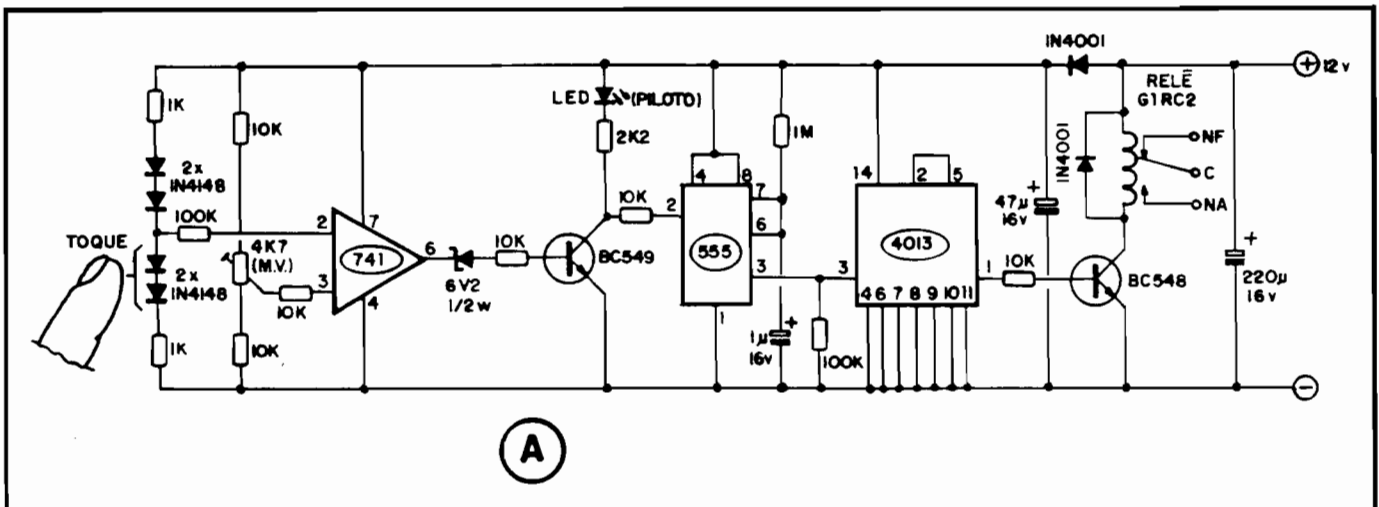 1N4001
12v
RELÊ
G1RC2
LED (PILOTO)
1K
10K
2K2
1M
1N4001
NF
C
NA
2x
1N4148
4 8
7
14
2 5
10K
2
6
47µ
16v
+
100K
2
7
TOQUE
4K7
(M.V.)
741
6
10K
BC549
555
4013
2x
1N4148
3
3
3
1
10K
BC548
+
220µ
16v
10K
4
6V2
1/2w
4 6 7 8 9 10 11
1
1µ
16v
+
100K
1K
10K
A